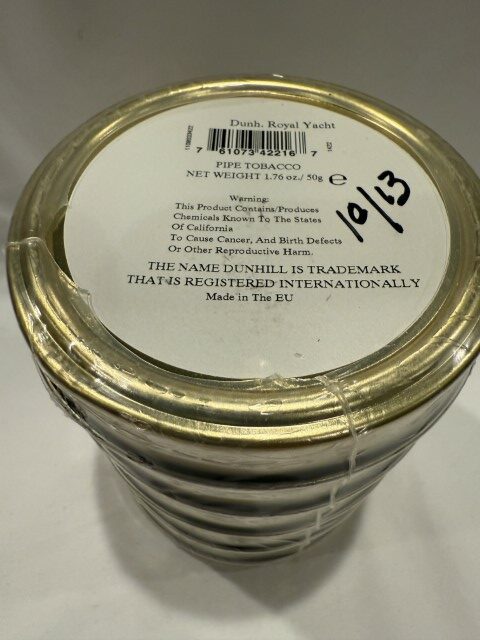 Dunh. Royal Yacht
7 61073 42216 7
PIPE TOBACCO
NET WEIGHT 1.76 oz./ 50g e
10/13
Warning:
This Product Contains/Produces
Chemicals Known To The States
Of California
To Cause Cancer, And Birth Defects
Or Other Reproductive Harm.
THE NAME DUNHILL IS TRADEMARK
THAT IS REGISTERED INTERNATIONALLY
Made in The EU